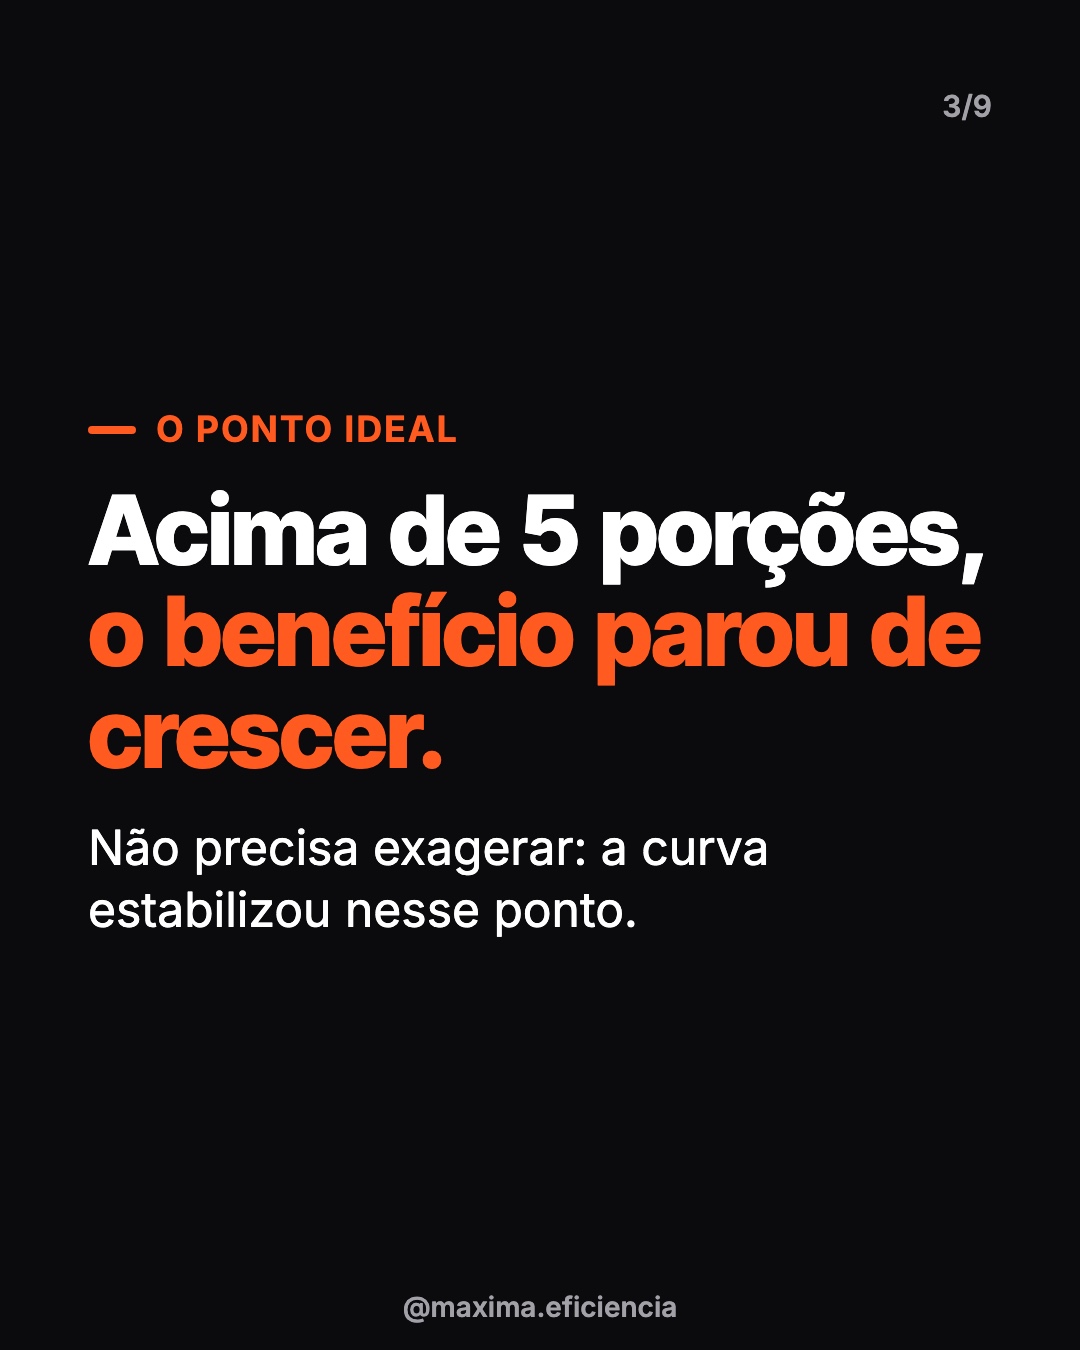 3/9
O PONTO IDEAL
Acima de 5 porções,
o benefício parou de
crescer.
Não precisa exagerar: a curva
estabilizou nesse ponto.
@maxima.eficiencia